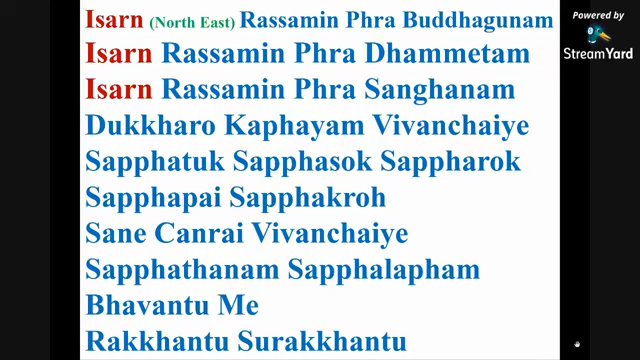 Isarn (North East) Rassamin Phra Buddhagunam
Isarn Rassamin Phra Dhammetam
Isarn Rassamin Phra Sanghanam
Dukkharo Kaphayam Vivanchaiye
Sapphatuk Sapphasok Sappharok
Sapphapai Sapphakroh
Sane Canrai Vivanchaiye
Sapphathanam Sapphalapham
Bhavantu Me
Rakkhantu Surakkhantu
Powered by
StreamYard